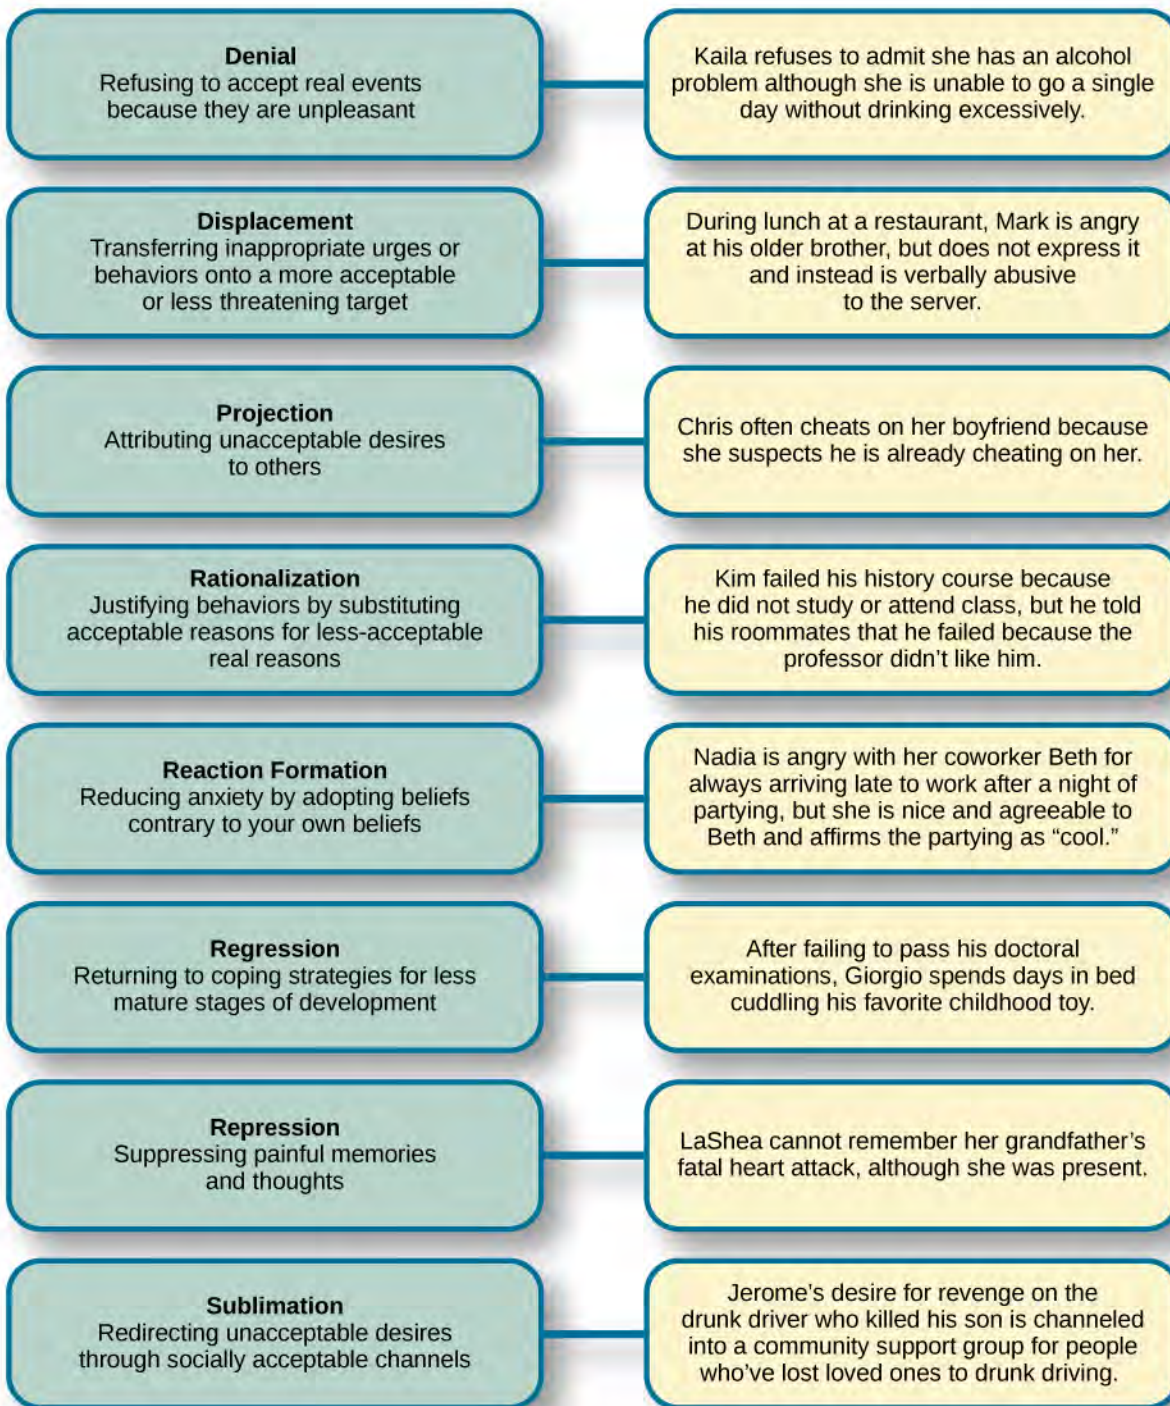 Denial
Refusing to accept real events
because they are unpleasant
Kaila refuses to admit she has an alcohol
problem although she is unable to go a single
day without drinking excessively.
Displacement
Transferring inappropriate urges or
behaviors onto a more acceptable
or less threatening target
During lunch at a restaurant, Mark is angry
at his older brother, but does not express it
and instead is verbally abusive
to the server.
Projection
Attributing unacceptable desires
to others
Chris often cheats on her boyfriend because
she suspects he is already cheating on her.
Rationalization
Justifying behaviors by substituting
acceptable reasons for less-acceptable
real reasons
Kim failed his history course because
he did not study or attend class, but he told
his roommates that he failed because the
professor didn’t like him.
Reaction Formation
Reducing anxiety by adopting beliefs
contrary to your own beliefs
Nadia is angry with her coworker Beth for
always arriving late to work after a night of
partying, but she is nice and agreeable to
Beth and affirms the partying as “cool.”
Regression
Returning to coping strategies for less
mature stages of development
After failing to pass his doctoral
examinations, Giorgio spends days in bed
cuddling his favorite childhood toy.
Repression
Suppressing painful memories
and thoughts
LaShea cannot remember her grandfather’s
fatal heart attack, although she was present.
Sublimation
Redirecting unacceptable desires
through socially acceptable channels
Jerome’s desire for revenge on the
drunk driver who killed his son is channeled
into a community support group for people
who’ve lost loved ones to drunk driving.